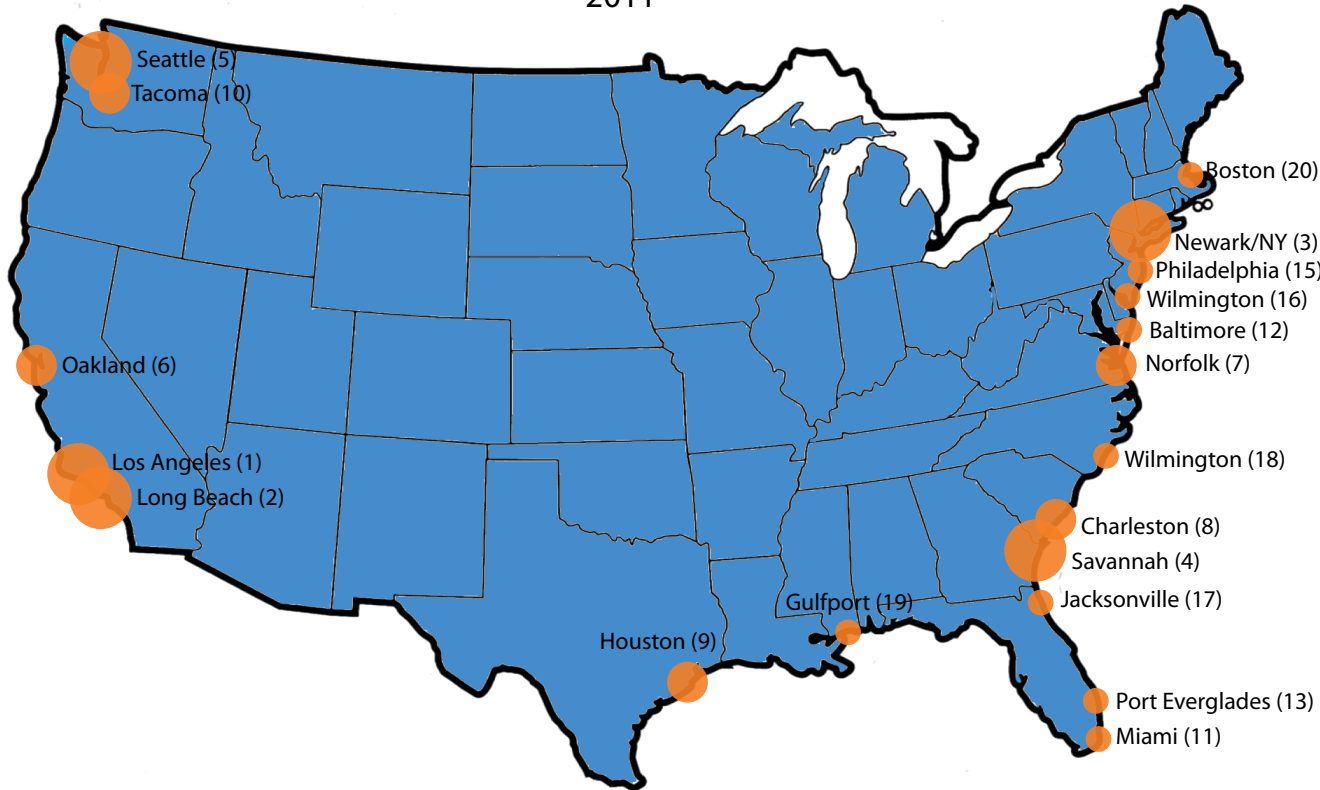 2011
Seattle (5)
Tacoma (10)
Boston (20)
Newark/NY (3)
Philadelphia (15)
Wilmington (16)
Baltimore (12)
Oakland (6)
Norfolk (7)
Los Angeles (1)
Wilmington (18)
Long Beach (2)
Charleston (8)
Savannah (4)
Jacksonville (17)
Gulfport (19)
Houston (9)
Port Everglades (13)
Miami (11)